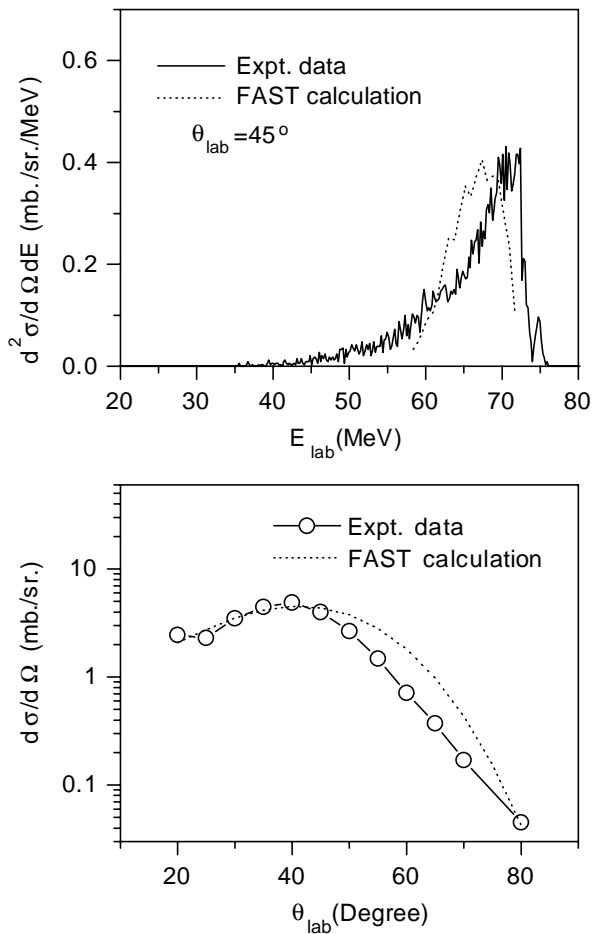 0.6
0.4
0.2
0.0
d²σ/dΩdE (mb./sr./MeV)
Expt. data
FAST calculation
θlab=45°
20 30 40 50 60 70 80
Elab(MeV)
10
1
0.1
dσ/dΩ (mb./sr.)
Expt. data
FAST calculation
20 40 60 80
θlab(Degree)